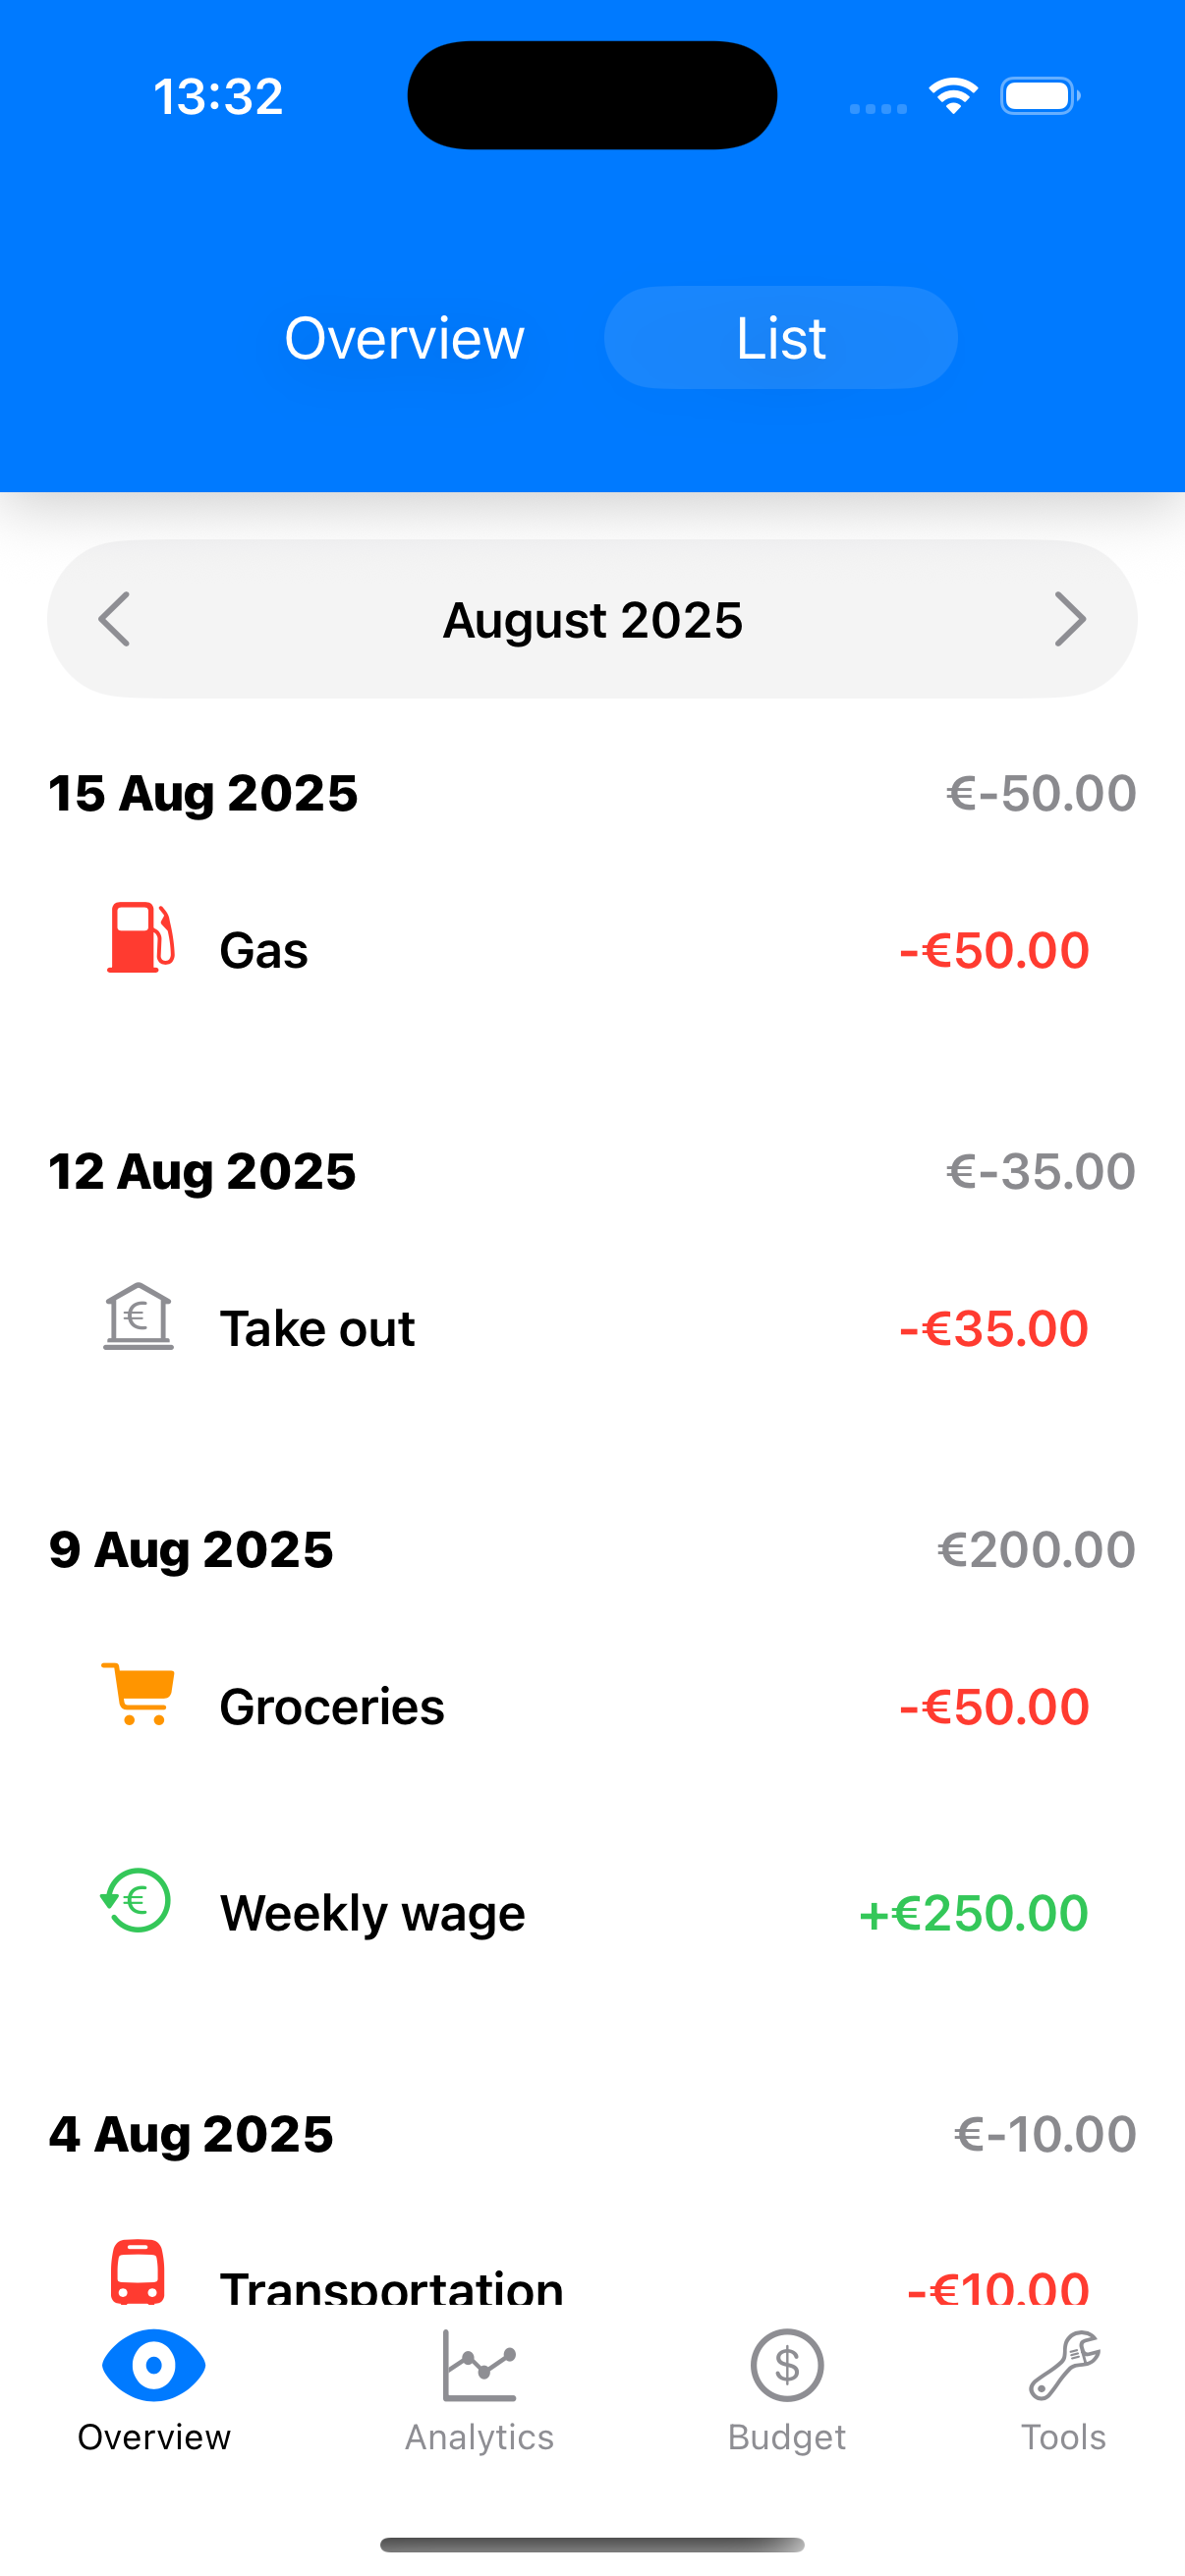 13:32
Overview List
August 2025
15 Aug 2025 €-50.00
Gas -€50.00
12 Aug 2025 €-35.00
€ Take out -€35.00
9 Aug 2025 €200.00
Groceries -€50.00
€ Weekly wage +€250.00
4 Aug 2025 €-10.00
Transportation -€10.00
$
Overview Analytics Budget Tools